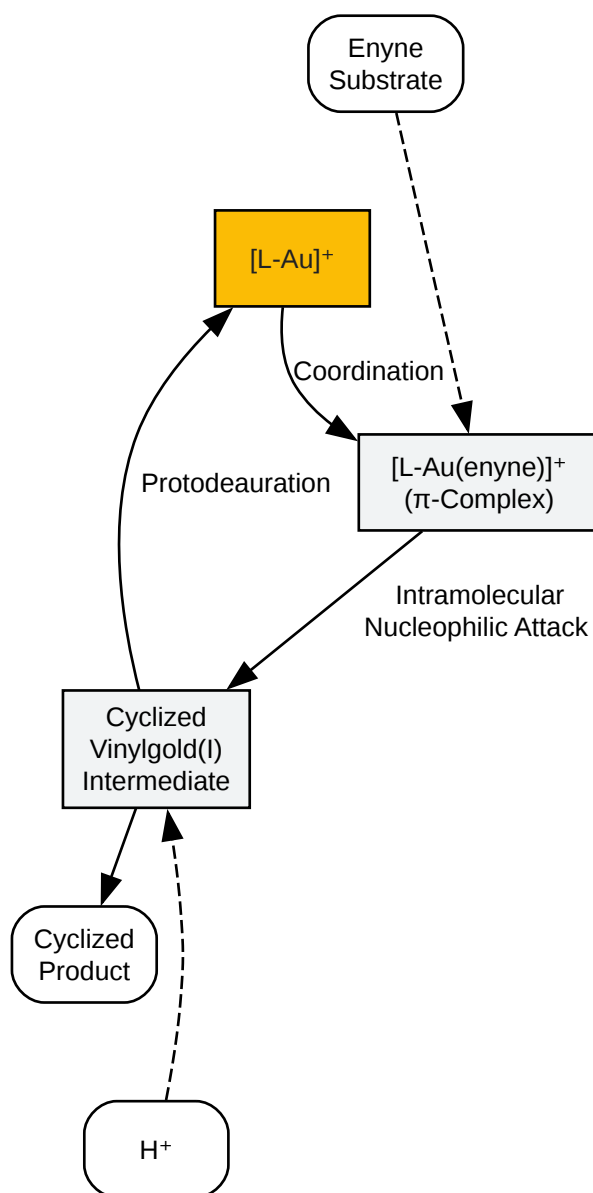 Enyne
Substrate
[L-Au]⁺
Coordination
[L-Au(enyne)]⁺
(π-Complex)
Protodeauration
Intramolecular
Nucleophilic Attack
Cyclized
Vinylgold(I)
Intermediate
Cyclized
Product
H⁺